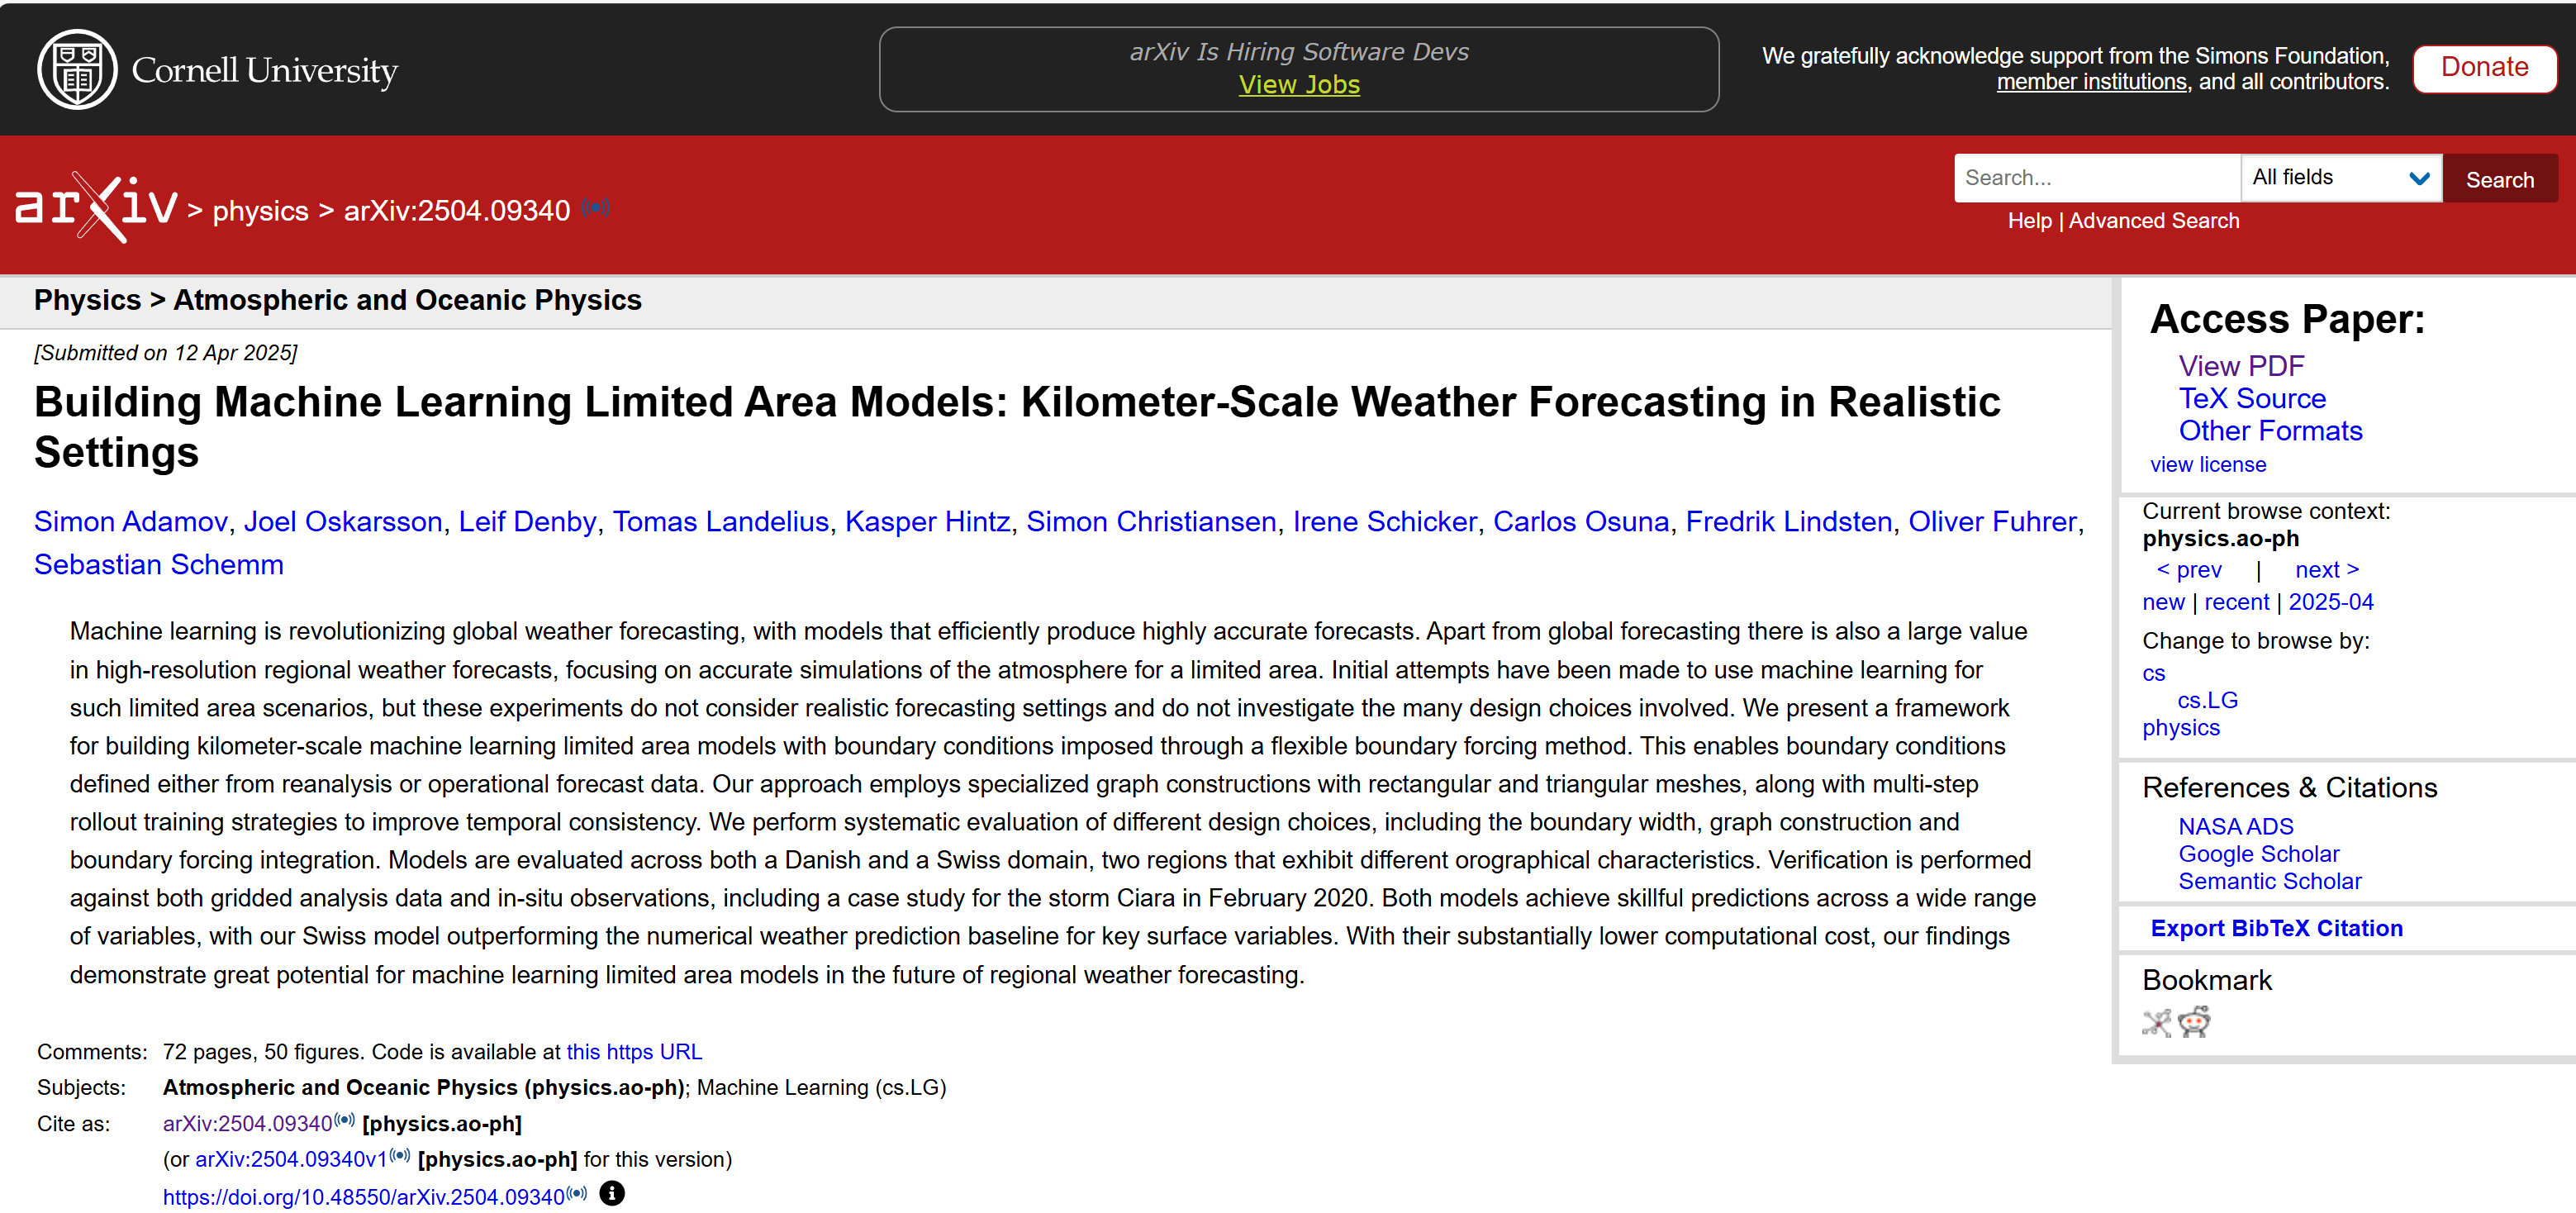 Cornell University
arXiv Is Hiring Software Devs
View Jobs
We gratefully acknowledge support from the Simons Foundation,
member institutions, and all contributors.
Donate
arXiv > physics > arXiv:2504.09340
Search...
All fields
Search
Help | Advanced Search
Physics > Atmospheric and Oceanic Physics
[Submitted on 12 Apr 2025]
Building Machine Learning Limited Area Models: Kilometer-Scale Weather Forecasting in Realistic
Settings
Simon Adamov, Joel Oskarsson, Leif Denby, Tomas Landelius, Kasper Hintz, Simon Christiansen, Irene Schicker, Carlos Osuna, Fredrik Lindsten, Oliver Fuhrer,
Sebastian Schemm
Machine learning is revolutionizing global weather forecasting, with models that efficiently produce highly accurate forecasts. Apart from global forecasting there is also a large value
in high-resolution regional weather forecasts, focusing on accurate simulations of the atmosphere for a limited area. Initial attempts have been made to use machine learning for
such limited area scenarios, but these experiments do not consider realistic forecasting settings and do not investigate the many design choices involved. We present a framework
for building kilometer-scale machine learning limited area models with boundary conditions imposed through a flexible boundary forcing method. This enables boundary conditions
defined either from reanalysis or operational forecast data. Our approach employs specialized graph constructions with rectangular and triangular meshes, along with multi-step
rollout training strategies to improve temporal consistency. We perform systematic evaluation of different design choices, including the boundary width, graph construction and
boundary forcing integration. Models are evaluated across both a Danish and a Swiss domain, two regions that exhibit different orographical characteristics. Verification is performed
against both gridded analysis data and in-situ observations, including a case study for the storm Ciara in February 2020. Both models achieve skillful predictions across a wide range
of variables, with our Swiss model outperforming the numerical weather prediction baseline for key surface variables. With their substantially lower computational cost, our findings
demonstrate great potential for machine learning limited area models in the future of regional weather forecasting.
Comments: 72 pages, 50 figures. Code is available at this https URL
Subjects: Atmospheric and Oceanic Physics (physics.ao-ph); Machine Learning (cs.LG)
Cite as: arXiv:2504.09340 [physics.ao-ph]
(or arXiv:2504.09340v1 [physics.ao-ph] for this version)
https://doi.org/10.48550/arXiv.2504.09340
Access Paper:
View PDF
TeX Source
Other Formats
view license
Current browse context:
physics.ao-ph
< prev | next >
new | recent | 2025-04
Change to browse by:
cs
cs.LG
physics
References & Citations
NASA ADS
Google Scholar
Semantic Scholar
Export BibTeX Citation
Bookmark